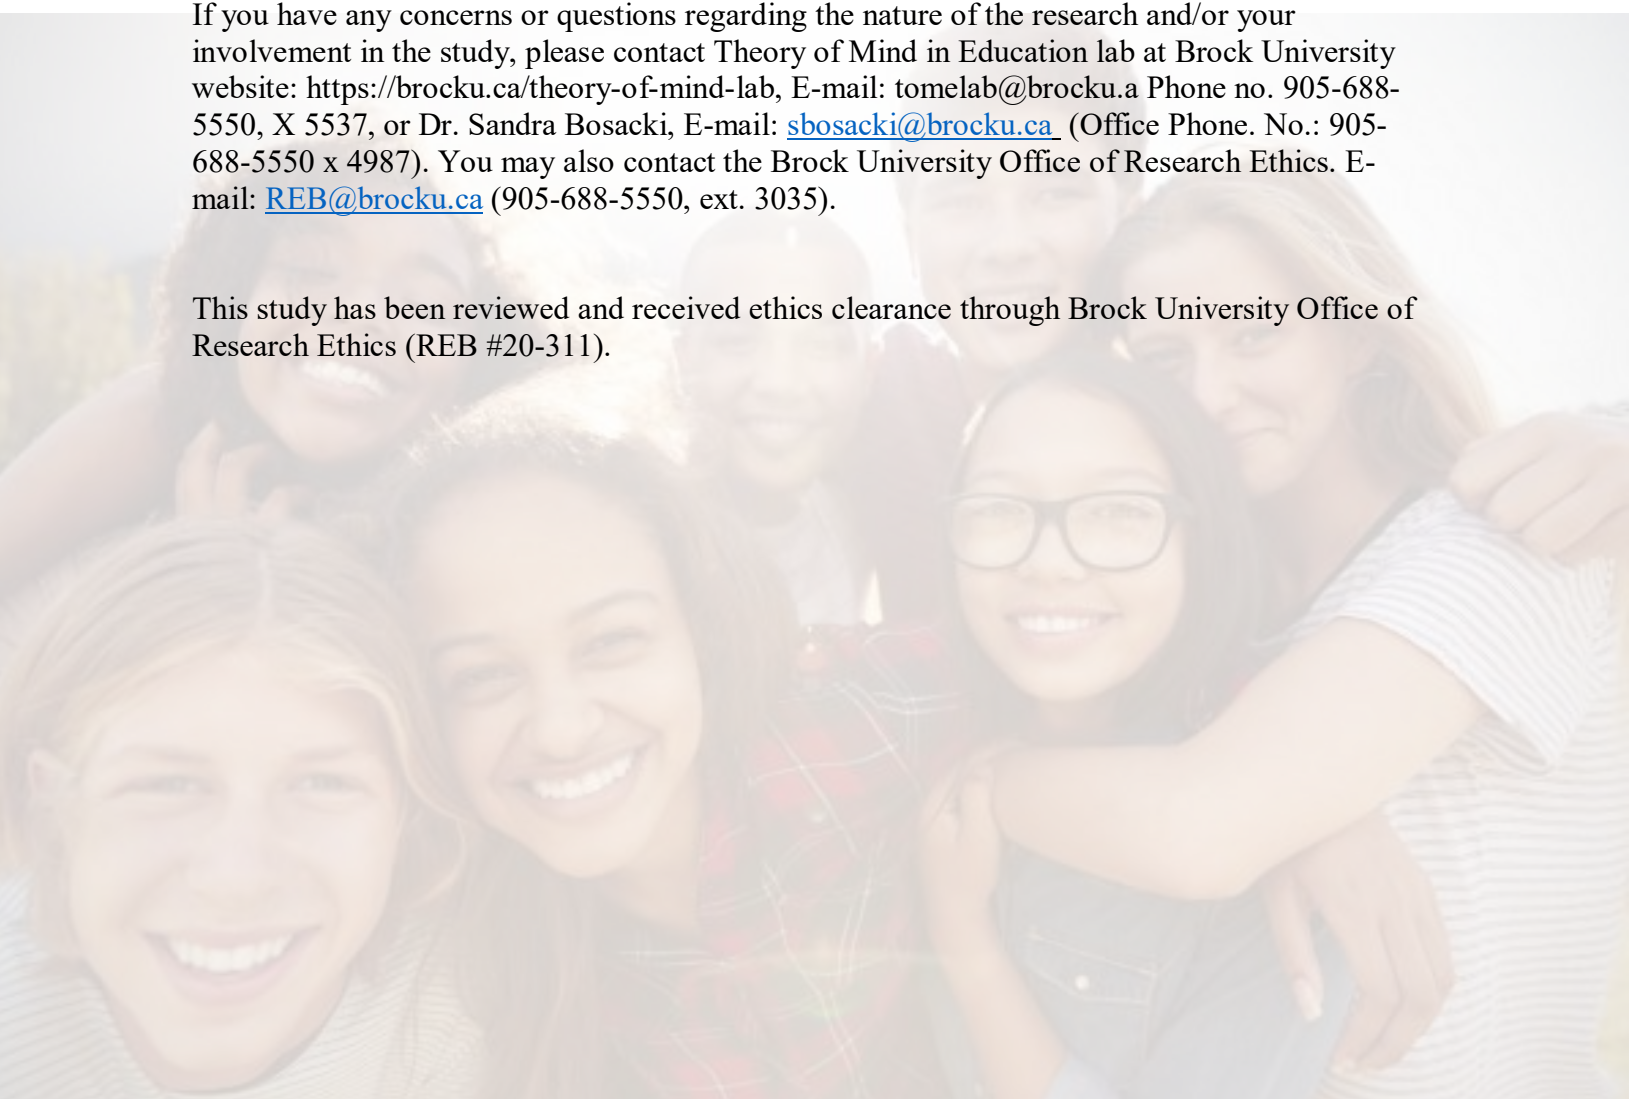 If you have any concerns or questions regarding the nature of the research and/or your
involvement in the study, please contact Theory of Mind in Education lab at Brock University
website: https://brocku.ca/theory-of-mind-lab, E-mail: tomelab@brocku.a Phone no. 905-688-
5550, X 5537, or Dr. Sandra Bosacki, E-mail: sbosacki@brocku.ca (Office Phone. No.: 905-
688-5550 x 4987). You may also contact the Brock University Office of Research Ethics. E-
mail: REB@brocku.ca (905-688-5550, ext. 3035).
This study has been reviewed and received ethics clearance through Brock University Office of
Research Ethics (REB #20-311).